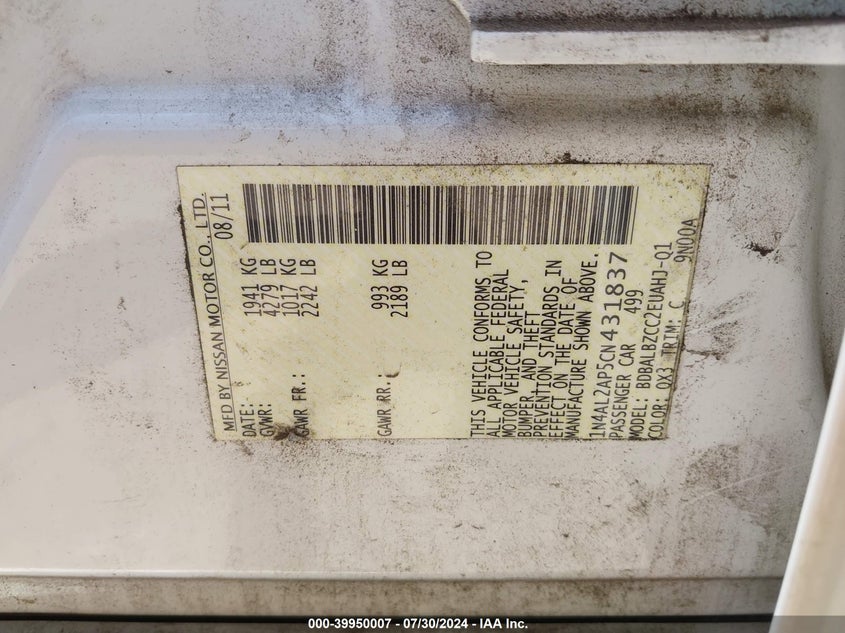 MFD BY NISSAN MOTOR CO., LTD.
DATE: 08/11
GVWR: 1941 KG
4279 LB
GAWR FR.: 1017 KG
2242 LB
GAWR RR.: 993 KG
2189 LB
THIS VEHICLE CONFORMS TO
ALL APPLICABLE FEDERAL
MOTOR VEHICLE SAFETY,
BUMPER, AND THEFT
PREVENTION STANDARDS IN
EFFECT ON THE DATE OF
MANUFACTURE SHOWN ABOVE.
1N4AL2AP5CN431837
PASSENGER CAR 499
MODEL: BDBALBZCC2EUAHJ-Q1
COLOR: QX3 TRIM: C 9N00A
000-39950007 - 07/30/2024 - IAA Inc.